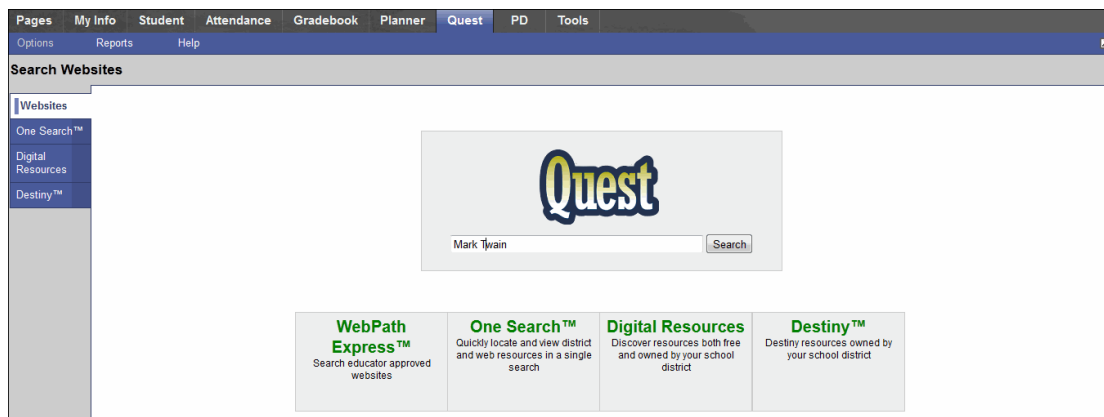 Pages My Info Student Attendance Gradebook Planner Quest PD Tools
Options Reports Help
Search Websites
Websites
One Search™
Digital
Resources
Destiny™
Quest
Mark Twain
Search
WebPath
Express™
Search educator approved
websites
One Search™
Quickly locate and view district
and web resources in a single
search
Digital Resources
Discover resources both free
and owned by your school
district
Destiny™
Destiny resources owned by
your school district